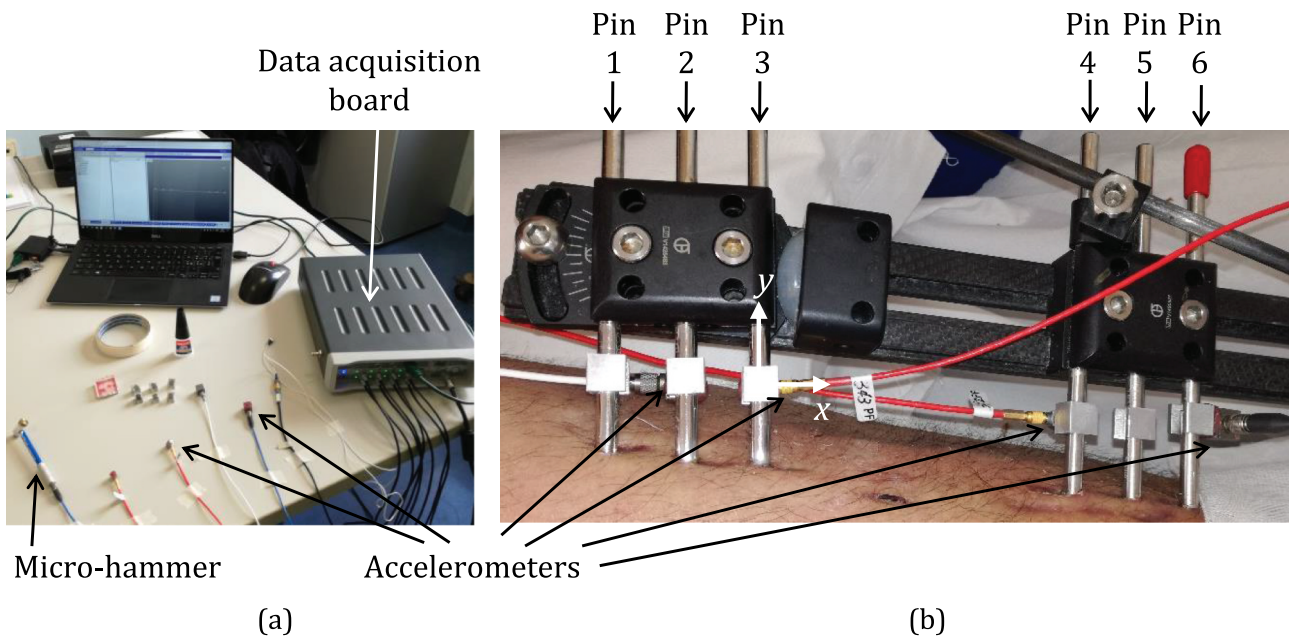 Pin
1
Pin
2
Pin
3
Pin
4
Pin
5
Pin
6
Data acquisition
board
y
x
Micro-hammer
Accelerometers
(a)
(b)